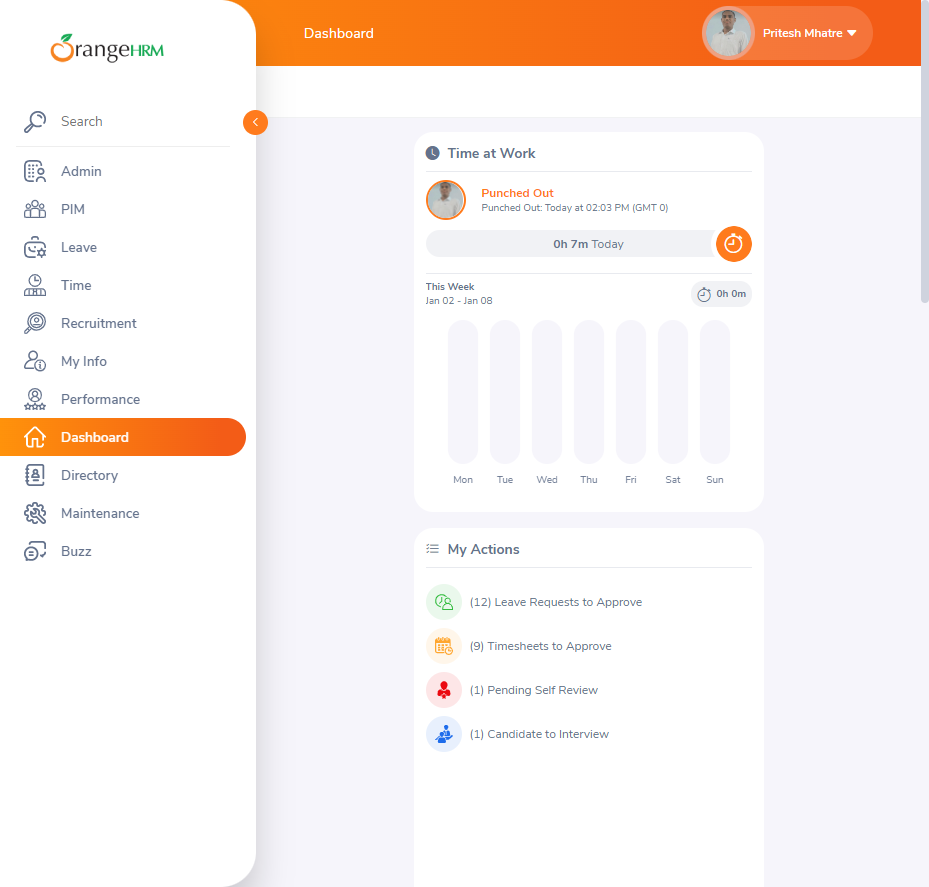 OrangeHRM
Search
Admin
PIM
Leave
Time
Recruitment
My Info
Performance
Dashboard
Directory
Maintenance
Buzz
Dashboard
Pritesh Mhatre
Time at Work
Punched Out
Punched Out: Today at 02:03 PM (GMT 0)
0h 7m Today
This Week
Jan 02 - Jan 08
0h 0m
Mon Tue Wed Thu Fri Sat Sun
My Actions
(12) Leave Requests to Approve
(9) Timesheets to Approve
(1) Pending Self Review
(1) Candidate to Interview